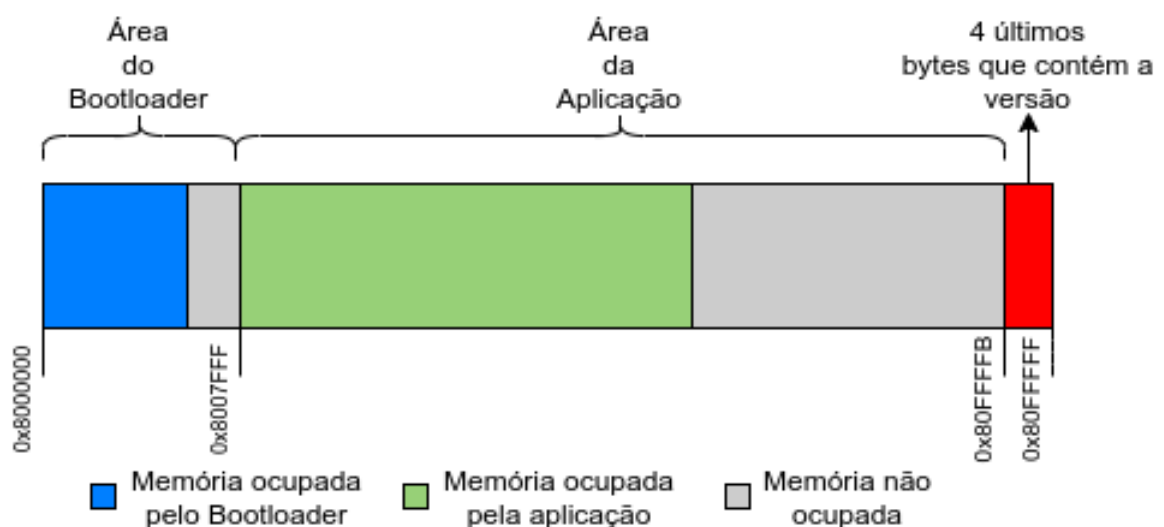 Área
do
Bootloader
Área
da
Aplicação
4 últimos
bytes que contém a
versão
0x8000000
0x8007FFF
0x80FFFFB
0x80FFFFF
Memória ocupada
pelo Bootloader
Memória ocupada
pela aplicação
Memória não
ocupada